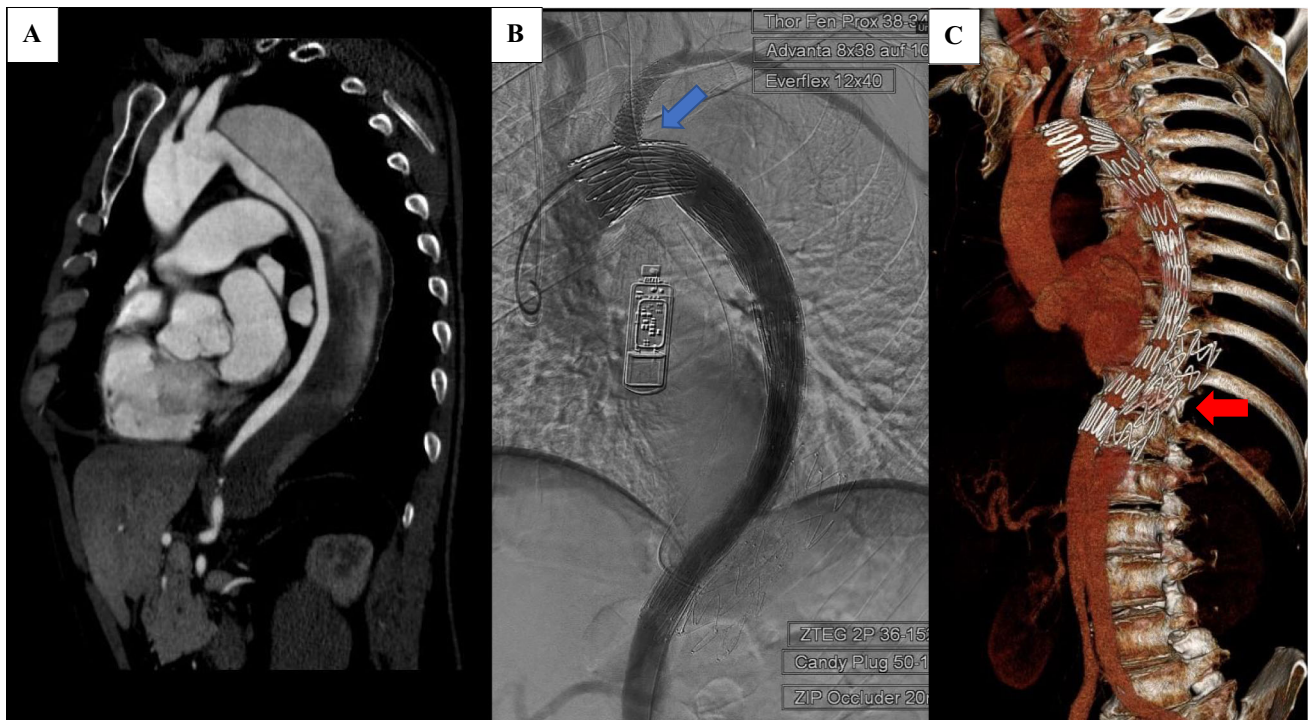 A
B
Thor Fen Prox 38-34
Advanta 8x38 auf 10
Everflex 12x40
C
ZTEG 2P 36-152
Candy Plug 50-1
ZIP Occluder 20